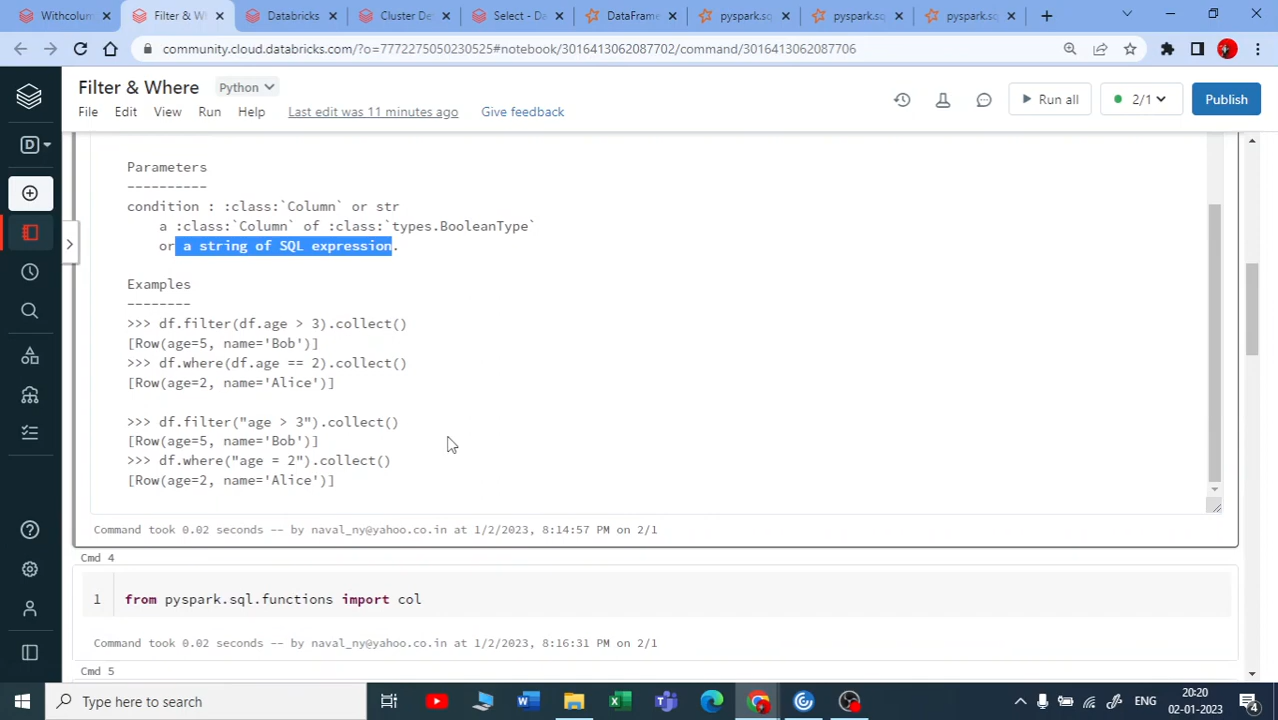 Withcolum
Filter & Wh
Databricks
Cluster De
Select - Da
DataFrame
pyspark.sq
pyspark.sq
pyspark.sq
community.cloud.databricks.com/?o=7772275050230525#notebook/3016413062087702/command/3016413062087706
Filter & Where
Python
File
Edit
View
Run
Help
Last edit was 11 minutes ago
Give feedback
Run all
2/1
Publish
D
Parameters
----------
condition : :class:`Column` or str
a :class:`Column` of :class:`types.BooleanType`
or a string of SQL expression.
Examples
--------
>>> df.filter(df.age > 3).collect()
[Row(age=5, name='Bob')]
>>> df.where(df.age == 2).collect()
[Row(age=2, name='Alice')]
>>> df.filter("age > 3").collect()
[Row(age=5, name='Bob')]
>>> df.where("age = 2").collect()
[Row(age=2, name='Alice')]
Command took 0.02 seconds -- by naval_ny@yahoo.co.in at 1/2/2023, 8:14:57 PM on 2/1
Cmd 4
1 from pyspark.sql.functions import col
Command took 0.02 seconds -- by naval_ny@yahoo.co.in at 1/2/2023, 8:16:31 PM on 2/1
Cmd 5
Type here to search
ENG
20:20
02-01-2023
4